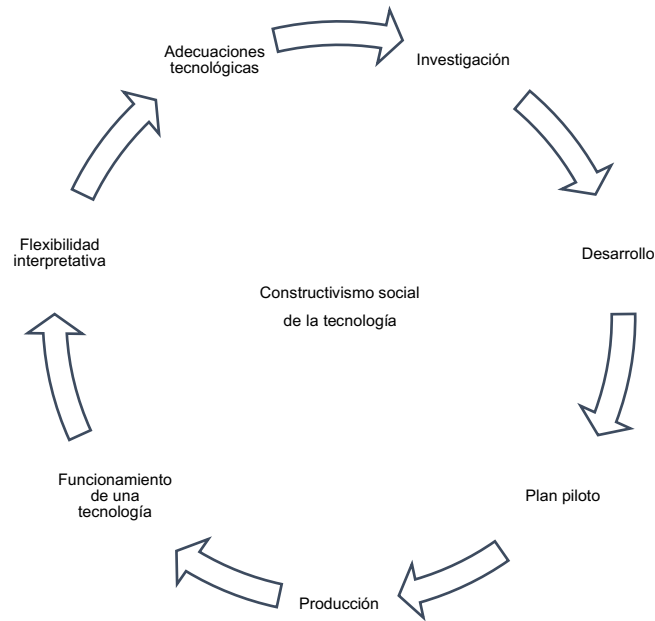 Adecuaciones
tecnológicas
Investigación
Desarrollo
Plan piloto
Producción
Funcionamiento
de una
tecnología
Flexibilidad
interpretativa
Constructivismo social
de la tecnología